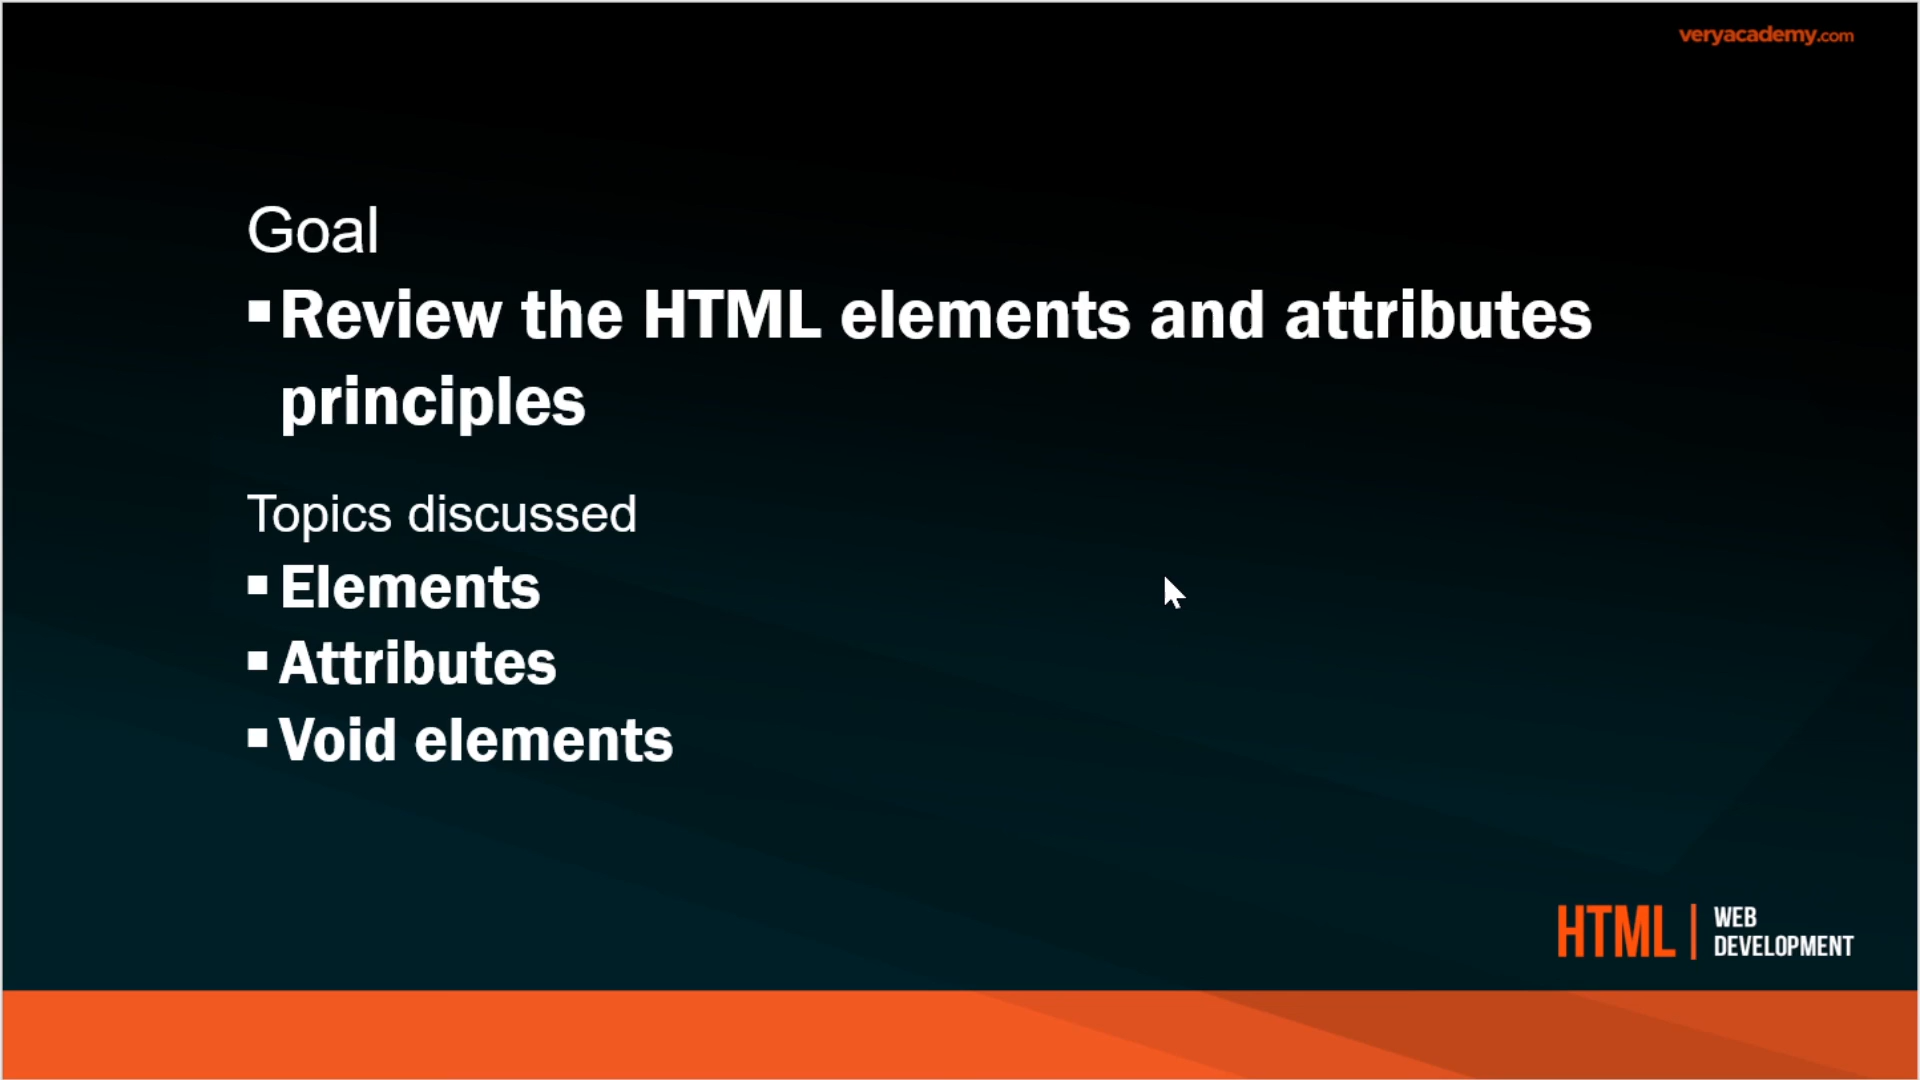 veryacademy.com
Goal
▪Review the HTML elements and attributes
principles
Topics discussed
▪Elements
▪Attributes
▪Void elements
HTML | WEB
DEVELOPMENT